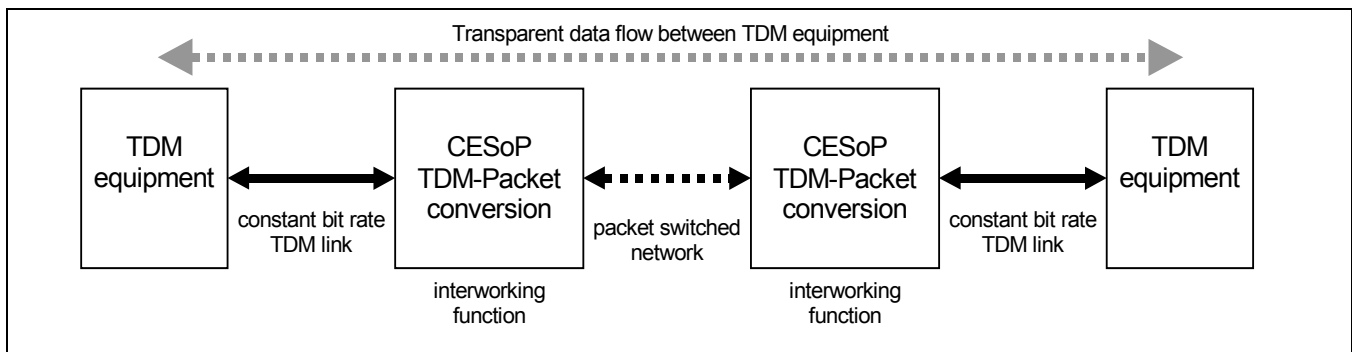 Transparent data flow between TDM equipment
TDM
equipment
CESoP
TDM-Packet
conversion
CESoP
TDM-Packet
conversion
TDM
equipment
constant bit rate
TDM link
packet switched
network
constant bit rate
TDM link
interworking
function
interworking
function